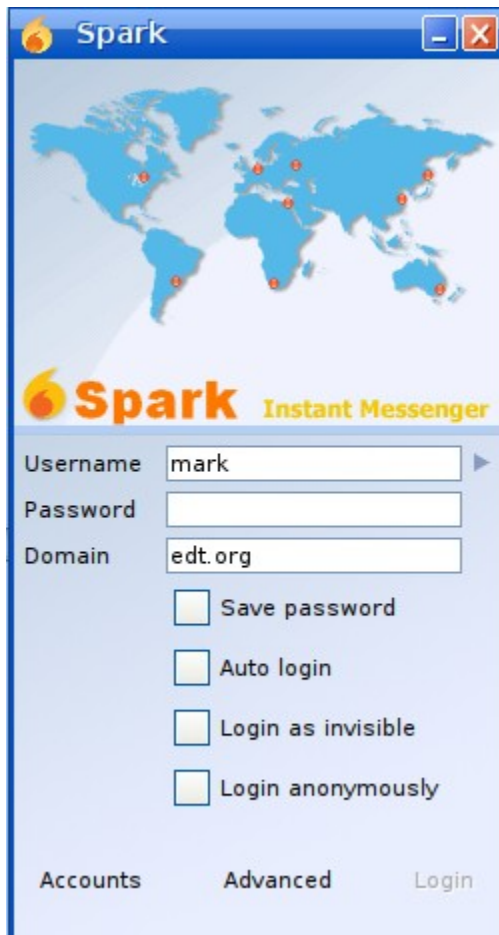 Spark
Spark Instant Messenger
Username mark
Password
Domain edt.org
Save password
Auto login
Login as invisible
Login anonymously
Accounts Advanced Login